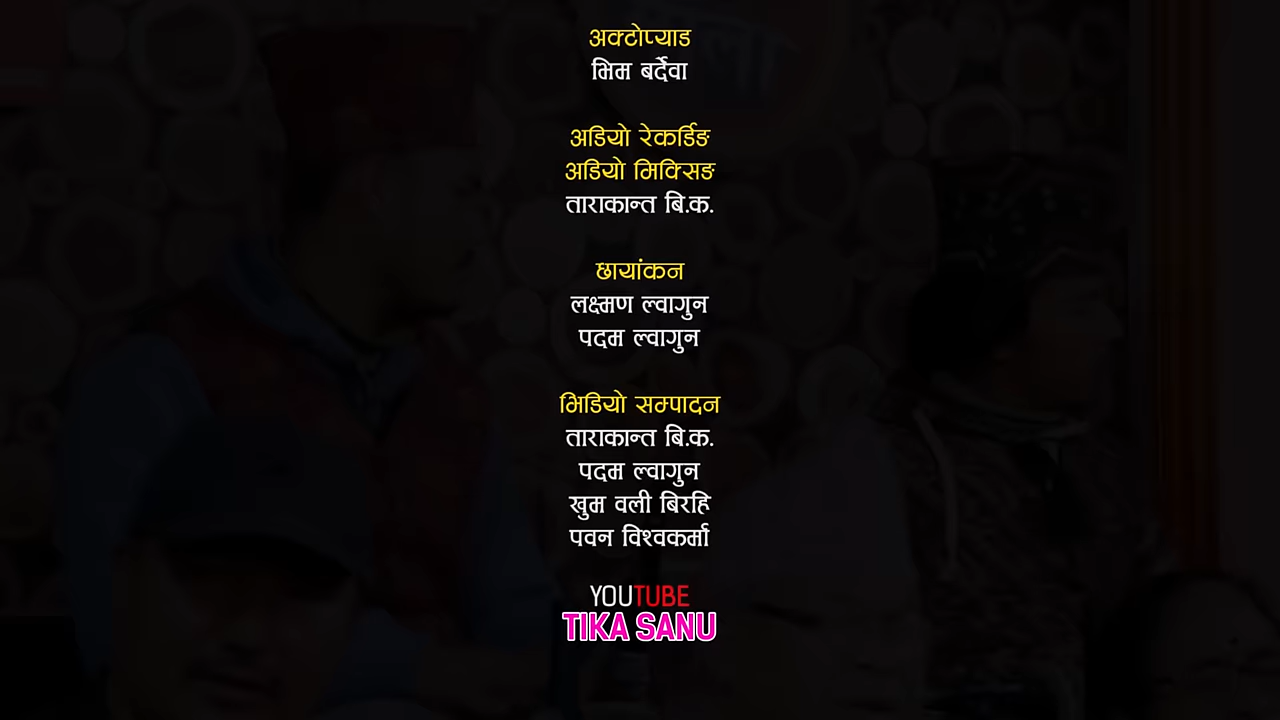 अक्टोप्याड
भिम बर्देवा
अडियो रेकर्डिङ
अडियो मिक्सिङ
ताराकान्त बि.क.
छायांकन
लक्ष्मण ल्वागुन
पदम ल्वागुन
भिडियो सम्पादन
ताराकान्त बि.क.
पदम ल्वागुन
खुम वली बिरहि
पवन विश्वकर्मा
YOUTUBE
TIKA SANU